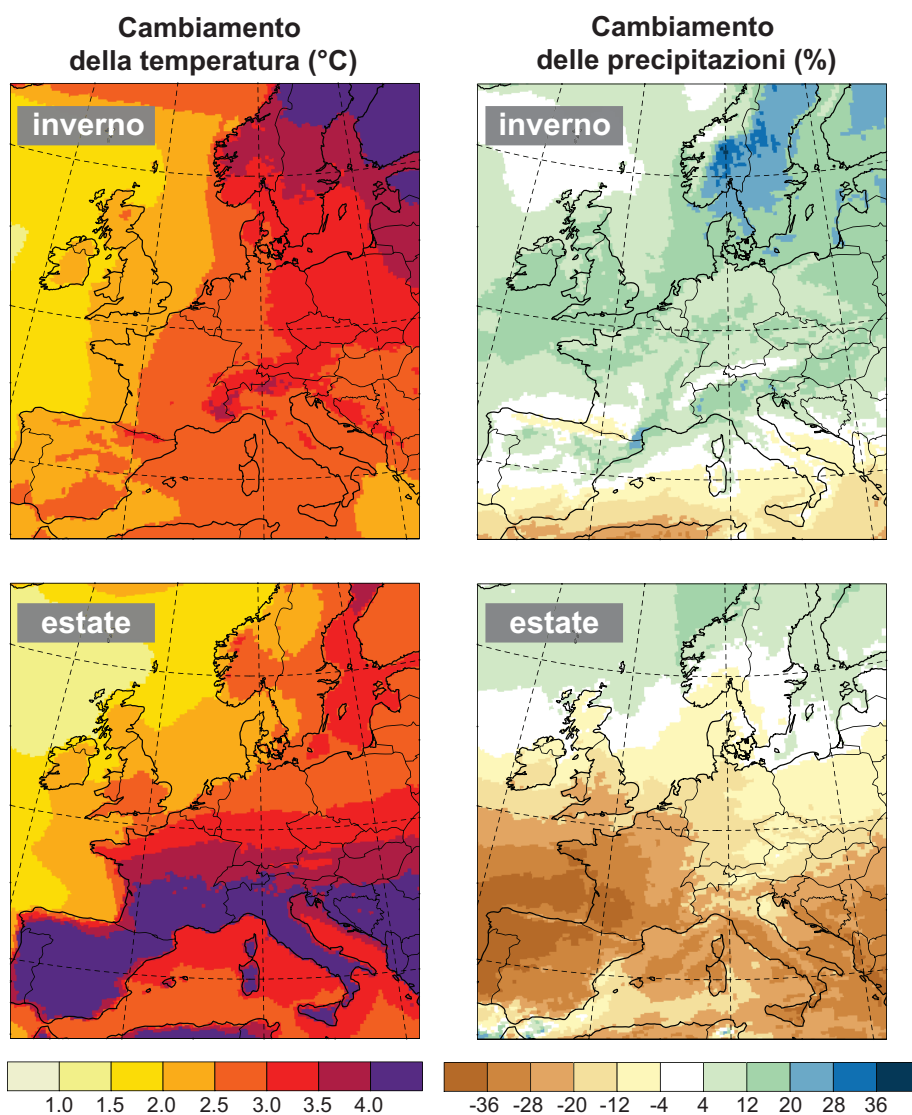 Cambiamento
della temperatura (°C)
Cambiamento
delle precipitazioni (%)
inverno
inverno
estate
estate
1.0 1.5 2.0 2.5 3.0 3.5 4.0
-36 -28 -20 -12 -4 4 12 20 28 36